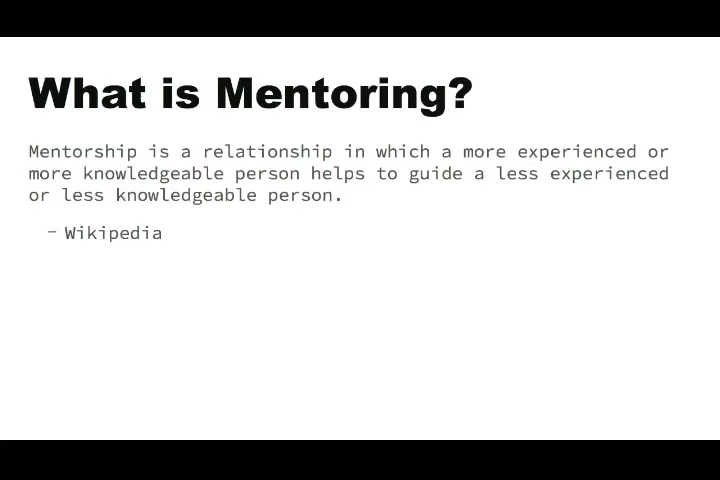 What is Mentoring?
Mentorship is a relationship in which a more experienced or
more knowledgeable person helps to guide a less experienced
or less knowledgeable person.
- Wikipedia